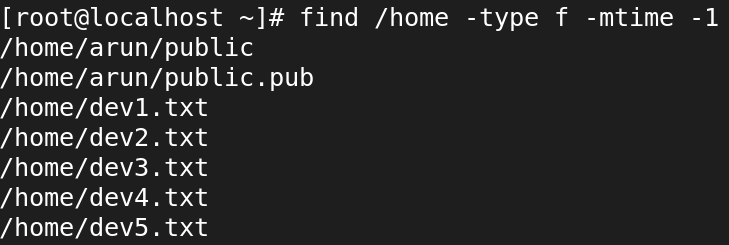 [root@localhost ~]# find /home -type f -mtime -1
/home/arun/public
/home/arun/public.pub
/home/dev1.txt
/home/dev2.txt
/home/dev3.txt
/home/dev4.txt
/home/dev5.txt